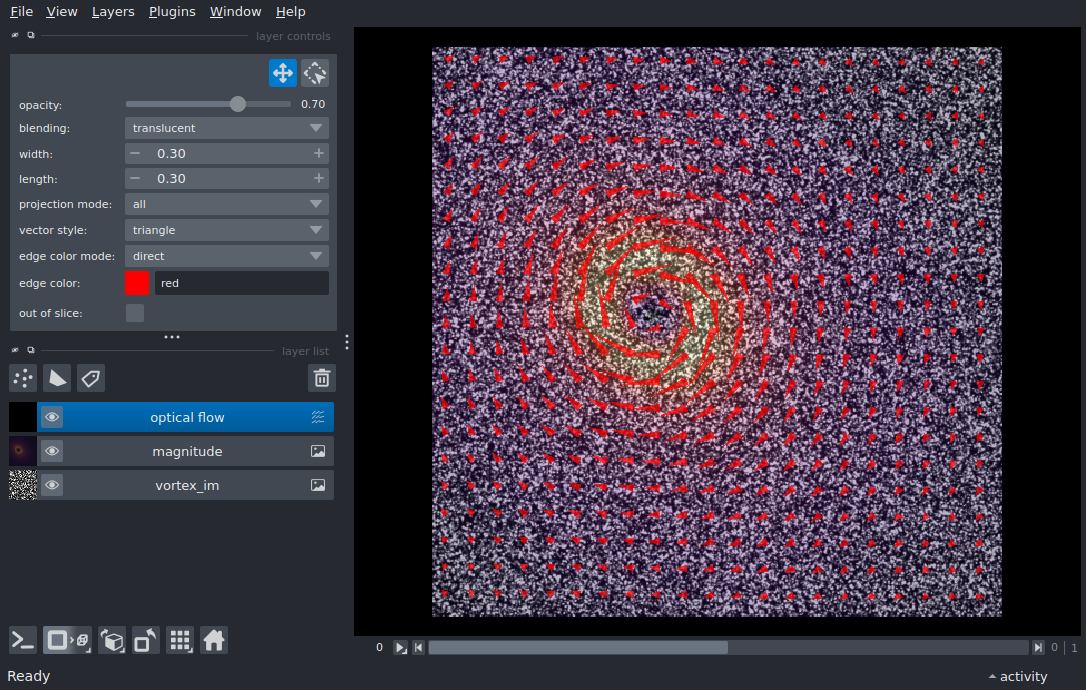 File View Layers Plugins Window Help
layer controls
opacity: 0.70
blending: translucent
width: 0.30
length: 0.30
projection mode: all
vector style: triangle
edge color mode: direct
edge color: red
out of slice:
layer list
optical flow
magnitude
vortex_im
0 0 1
Ready activity